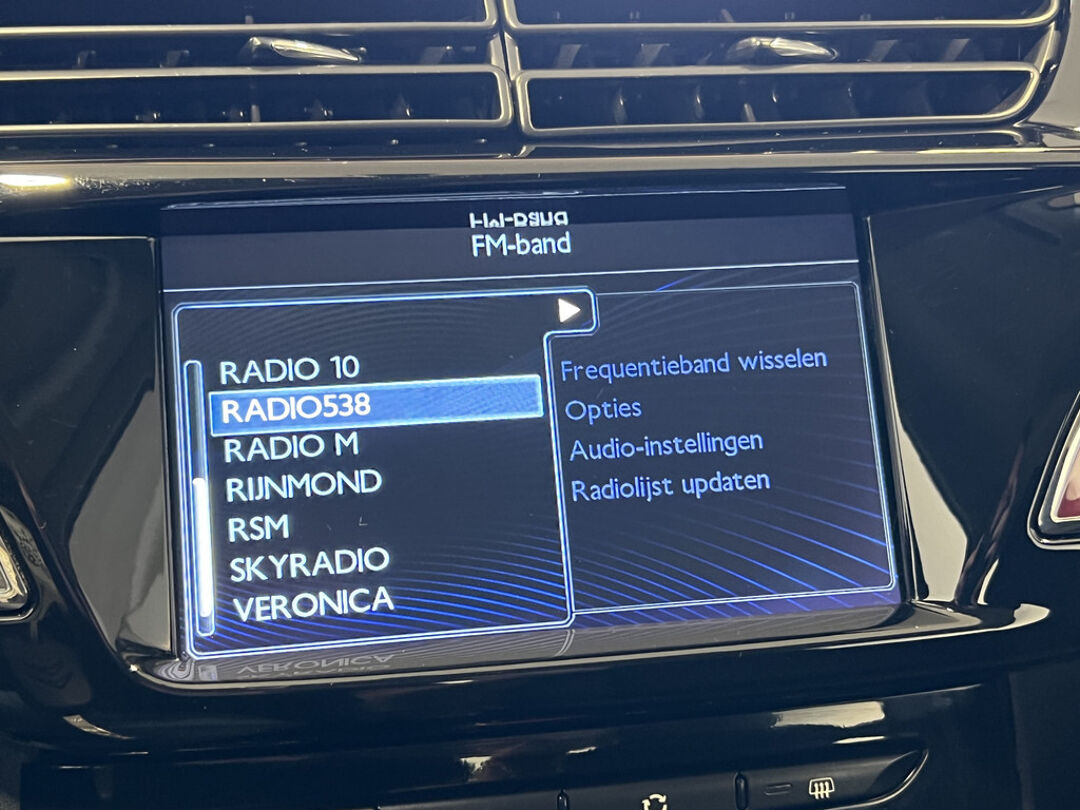 FM-band
RADIO 10
RADIO538
RADIO M
RIJNMOND
RSM
SKYRADIO
VERONICA
Frequentieband wisselen
Opties
Audio-instellingen
Radiolijst updaten